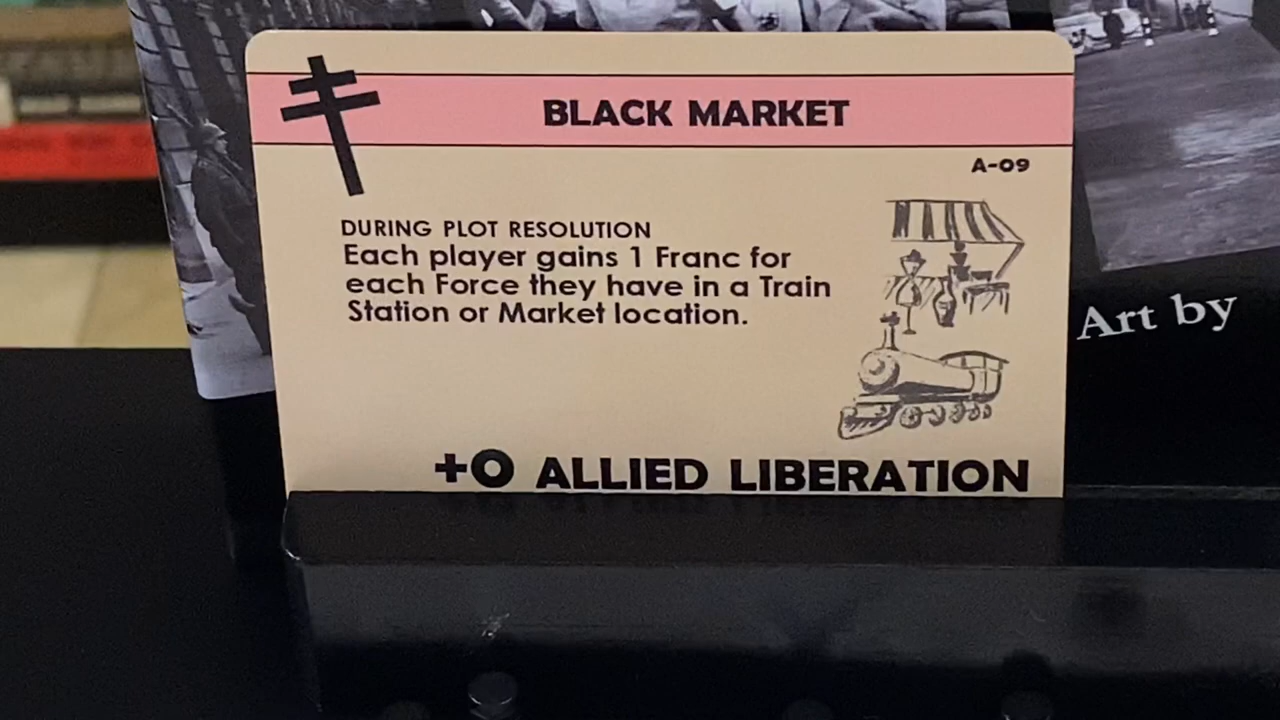 BLACK MARKET
A-09
DURING PLOT RESOLUTION
Each player gains 1 Franc for
each Force they have in a Train
Station or Market location.
+0 ALLIED LIBERATION
Art by